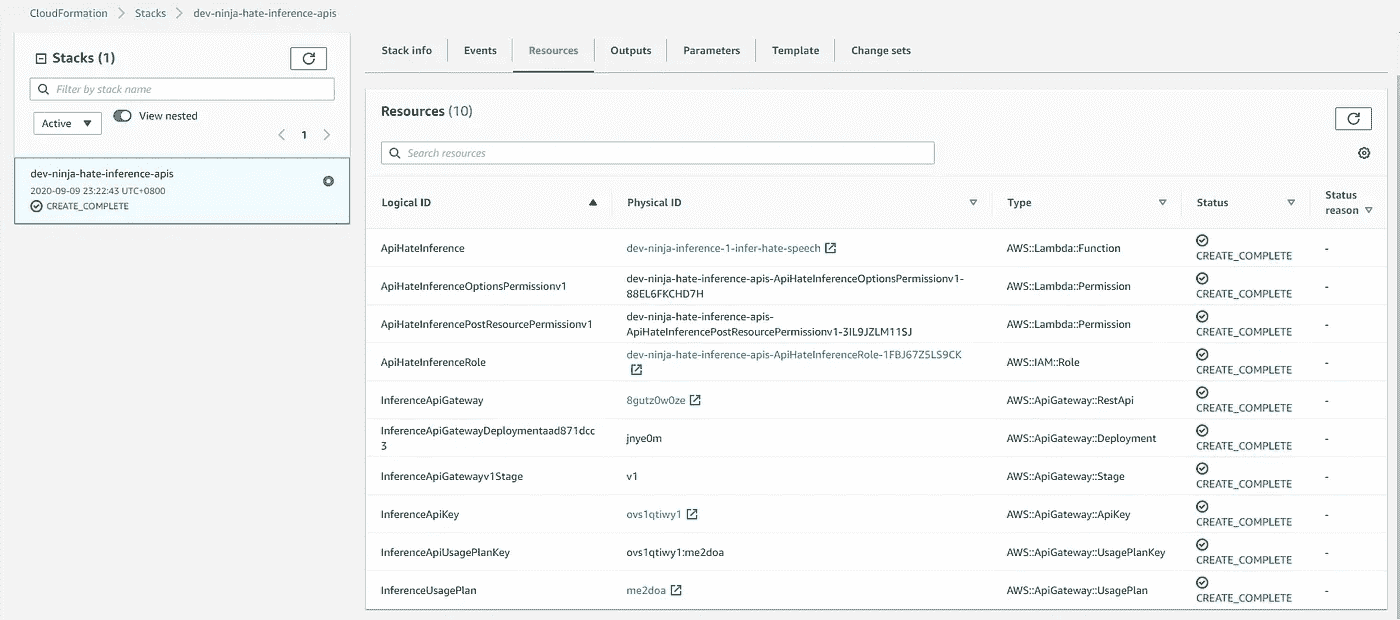 CloudFormation > Stacks > dev-ninja-hate-inference-apis
Stacks (1)
Filter by stack name
Active
View nested
1
dev-ninja-hate-inference-apis
2020-09-09 23:22:43 UTC+0800
CREATE_COMPLETE
Stack info Events Resources Outputs Parameters Template Change sets
Resources (10)
Search resources
Logical ID Physical ID Type Status Status reason
ApiHateInference dev-ninja-inference-1-infer-hate-speech AWS::Lambda::Function CREATE_COMPLETE -
ApiHateInferenceOptionsPermissionv1 dev-ninja-hate-inference-apis-ApiHateInferenceOptionsPermissionv1-
88EL6FKCHD7H AWS::Lambda::Permission CREATE_COMPLETE -
ApiHateInferencePostResourcePermissionv1 dev-ninja-hate-inference-apis-
ApiHateInferencePostResourcePermissionv1-3IL9JZLM11SJ AWS::Lambda::Permission CREATE_COMPLETE -
ApiHateInferenceRole dev-ninja-hate-inference-apis-ApiHateInferenceRole-1FBJ67Z5LS9CK AWS::IAM::Role CREATE_COMPLETE -
InferenceApiGateway 8gutz0w0ze AWS::ApiGateway::RestApi CREATE_COMPLETE -
InferenceApiGatewayDeploymentaad871dcc
3 jnye0m AWS::ApiGateway::Deployment CREATE_COMPLETE -
InferenceApiGatewayv1Stage v1 AWS::ApiGateway::Stage CREATE_COMPLETE -
InferenceApiKey ovs1qtiwy1 AWS::ApiGateway::ApiKey CREATE_COMPLETE -
InferenceApiUsagePlanKey ovs1qtiwy1:me2doa AWS::ApiGateway::UsagePlanKey CREATE_COMPLETE -
InferenceUsagePlan me2doa AWS::ApiGateway::UsagePlan CREATE_COMPLETE -